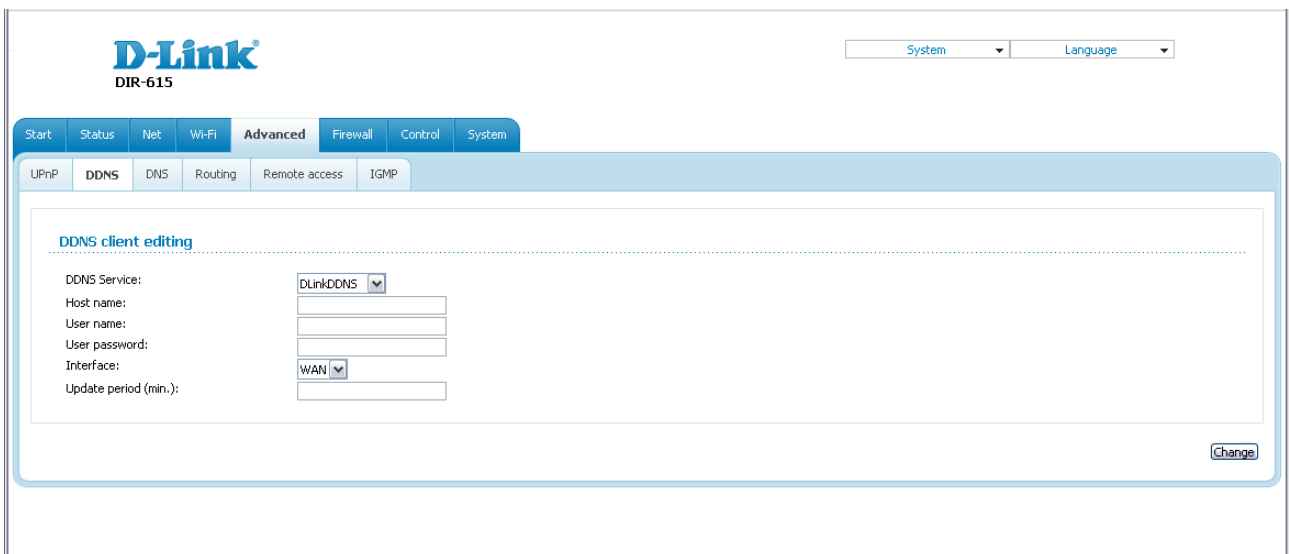 D-Link®
DIR-615
System Language
Start Status Net Wi-Fi Advanced Firewall Control System
UPnP DDNS DNS Routing Remote access IGMP
DDNS client editing
DDNS Service: DLinkDDNS
Host name:
User name:
User password:
Interface: WAN
Update period (min.):
Change